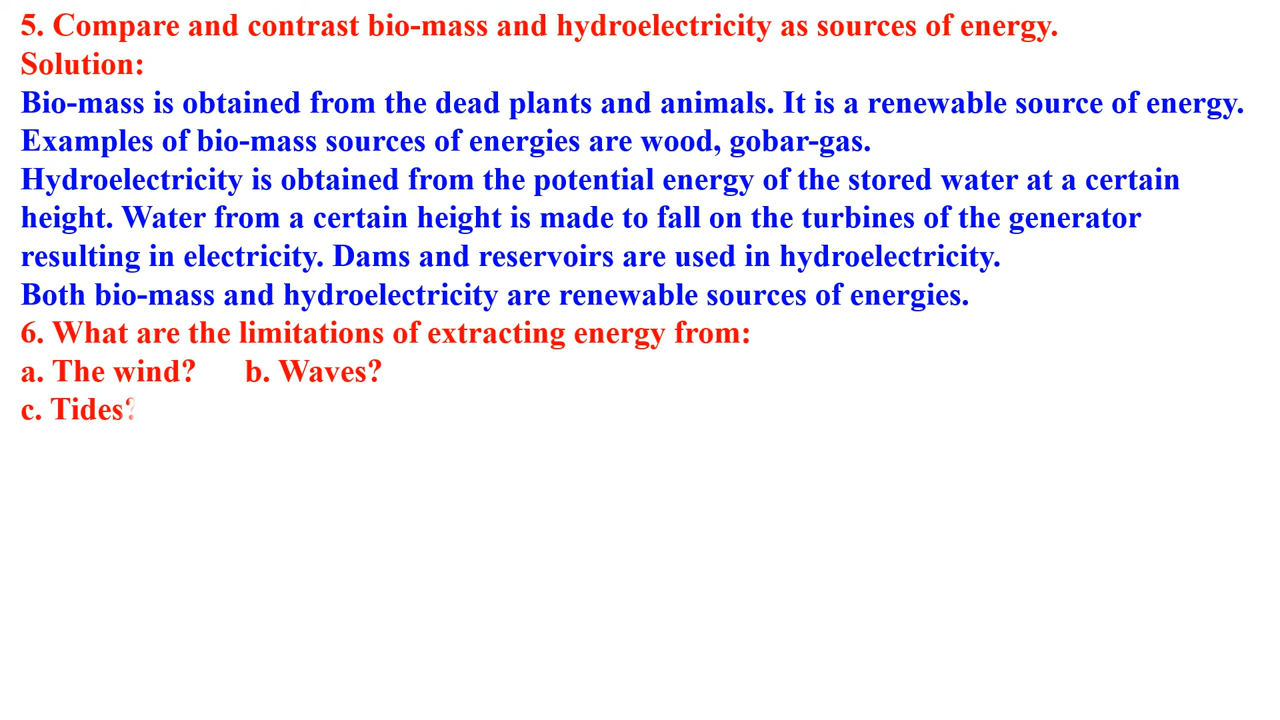 5. Compare and contrast bio-mass and hydroelectricity as sources of energy.
Solution:
Bio-mass is obtained from the dead plants and animals. It is a renewable source of energy.
Examples of bio-mass sources of energies are wood, gobar-gas.
Hydroelectricity is obtained from the potential energy of the stored water at a certain
height. Water from a certain height is made to fall on the turbines of the generator
resulting in electricity. Dams and reservoirs are used in hydroelectricity.
Both bio-mass and hydroelectricity are renewable sources of energies.
6. What are the limitations of extracting energy from:
a. The wind? b. Waves?
c. Tides?